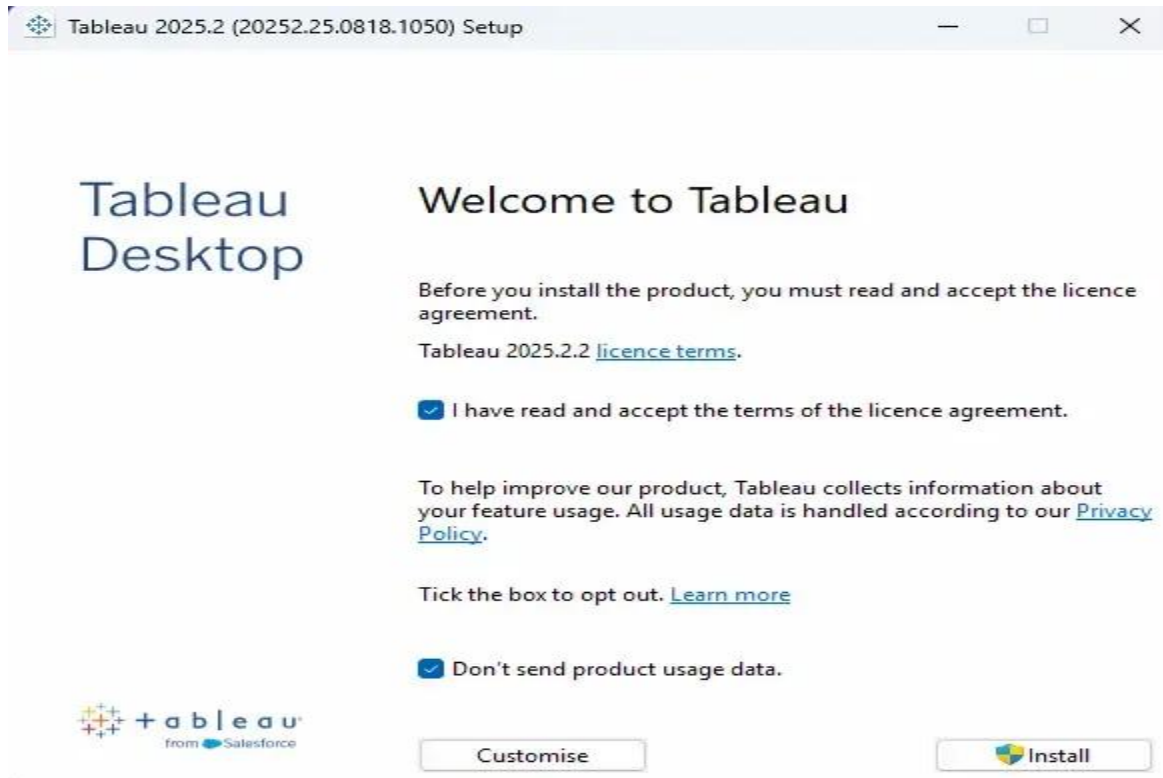 Tableau 2025.2 (20252.25.0818.1050) Setup
Tableau
Desktop
Welcome to Tableau
Before you install the product, you must read and accept the licence
agreement.
Tableau 2025.2.2 licence terms.
I have read and accept the terms of the licence agreement.
To help improve our product, Tableau collects information about
your feature usage. All usage data is handled according to our Privacy
Policy.
Tick the box to opt out. Learn more
Don't send product usage data.
+ableau
from Salesforce
Customise
Install